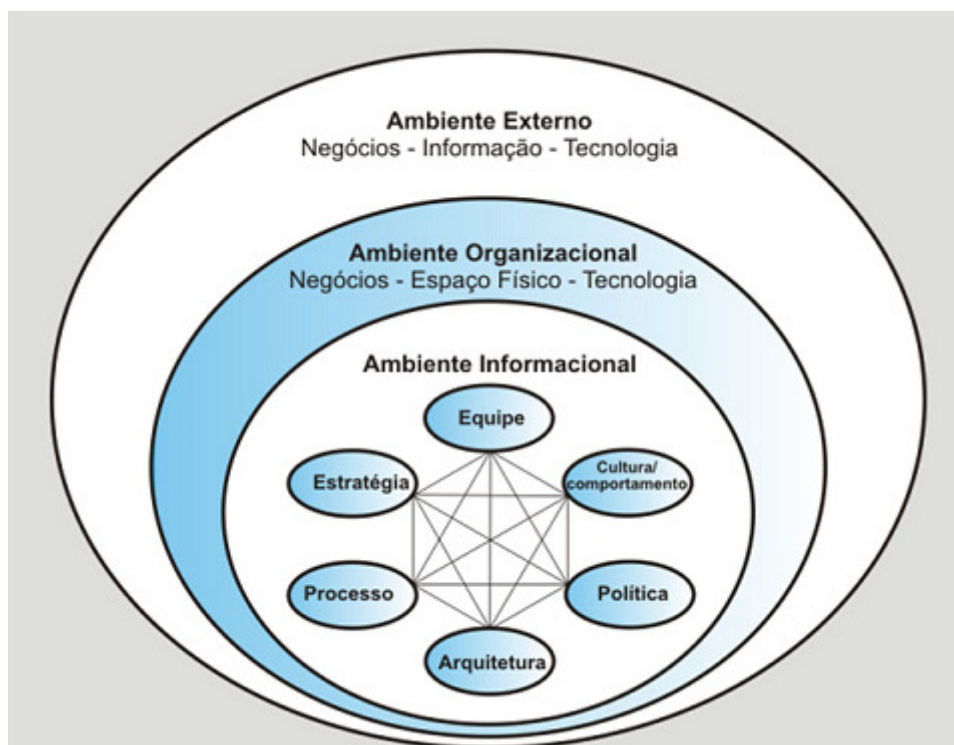 Ambiente Externo
Negócios - Informação - Tecnologia
Ambiente Organizacional
Negócios - Espaço Físico - Tecnologia
Ambiente Informacional
Equipe
Estratégia
Cultura/
comportamento
Processo
Política
Arquitetura